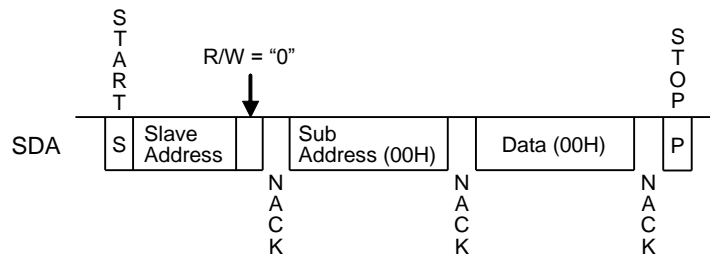 START
R/W = “0”
STOP
SDA
S
Slave
Address
Sub
Address (00H)
Data (00H)
P
NACK
NACK
NACK